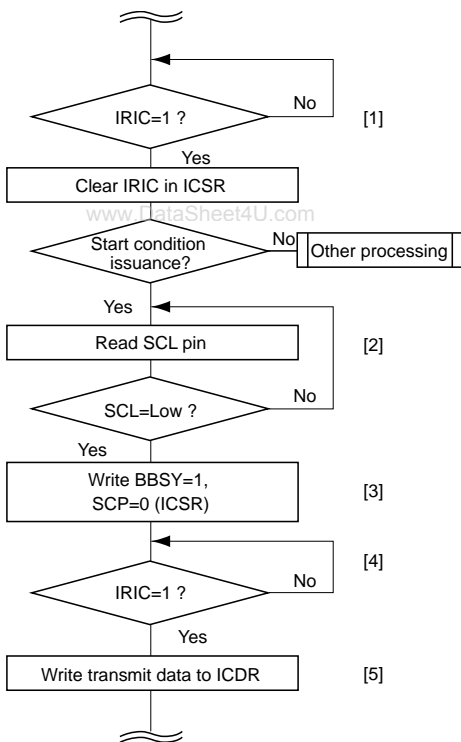 IRIC=1 ?
No
[1]
Yes
Clear IRIC in ICSR
www.DataSheet4U.com
Start condition
issuance?
No
Other processing
Yes
Read SCL pin
[2]
SCL=Low ?
No
Yes
Write BBSY=1,
SCP=0 (ICSR)
[3]
[4]
IRIC=1 ?
No
Yes
Write transmit data to ICDR
[5]